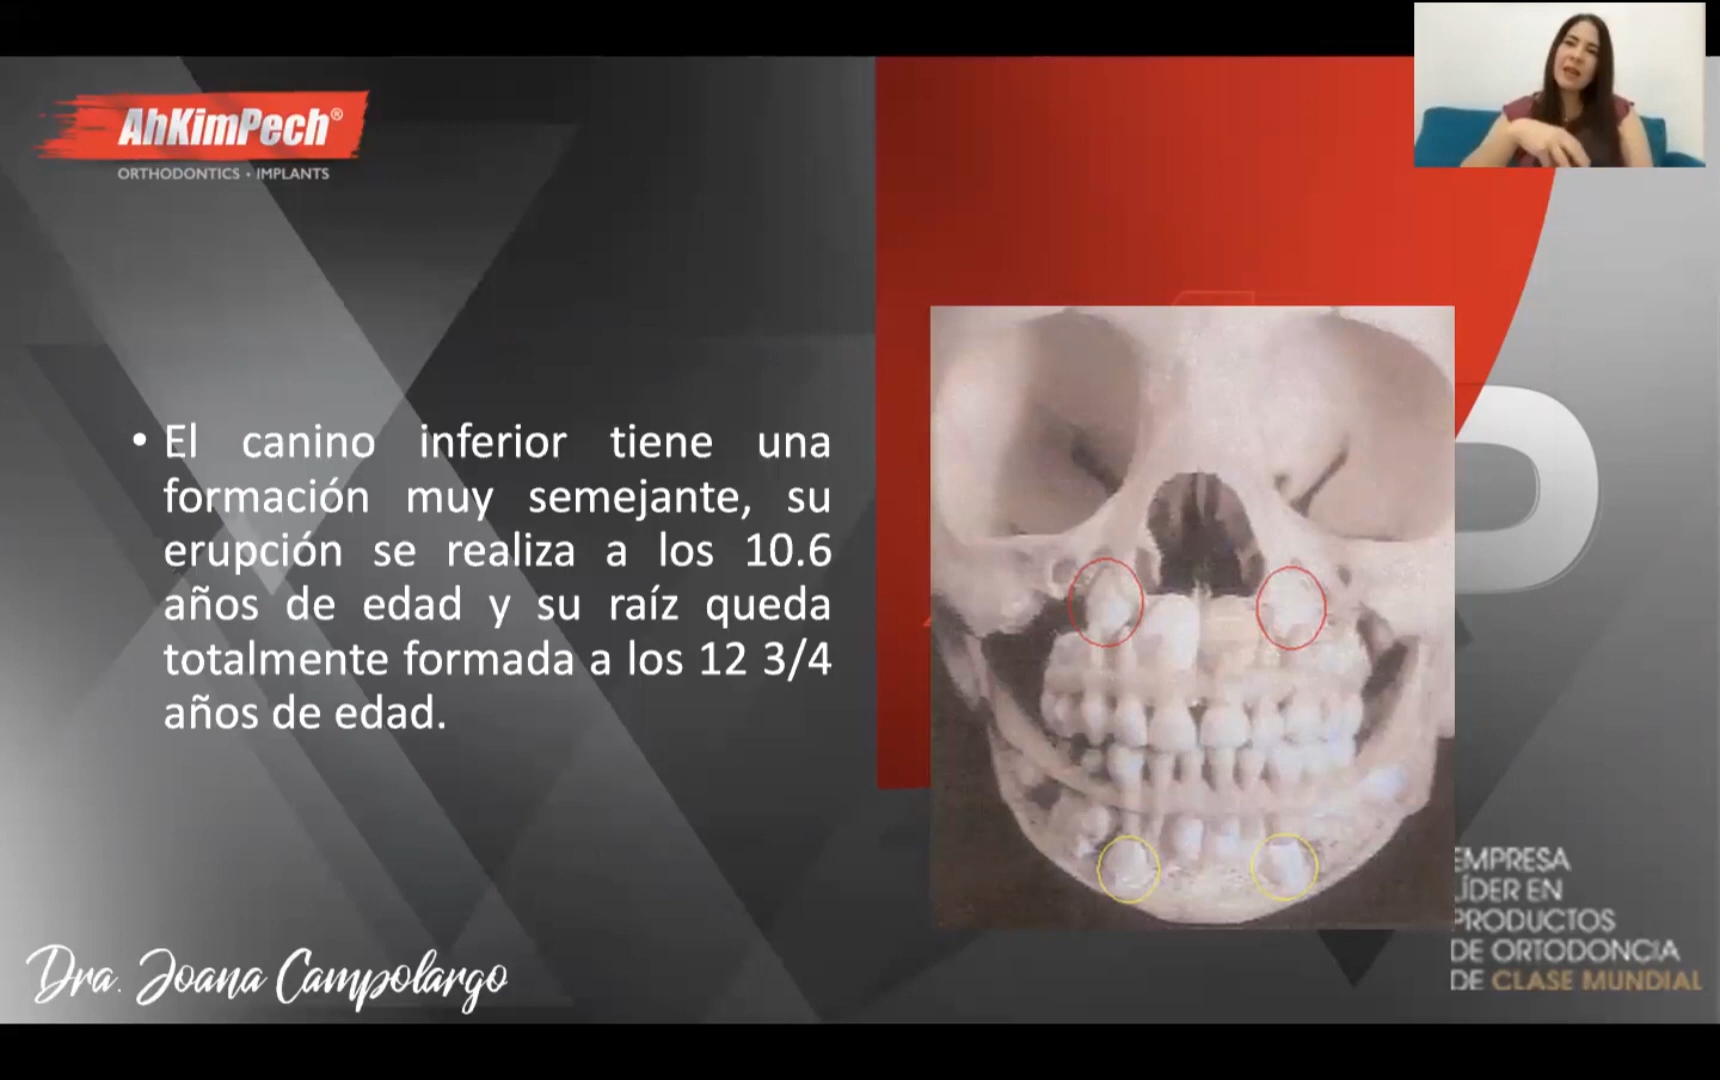 AhKimPech®
ORTHODONTICS • IMPLANTS
• El canino inferior tiene una
formación muy semejante, su
erupción se realiza a los 10.6
años de edad y su raíz queda
totalmente formada a los 12 3/4
años de edad.
Dra. Joana Campolargo
EMPRESA
LÍDER EN
PRODUCTOS
DE ORTODONCIA
DE CLASE MUNDIAL